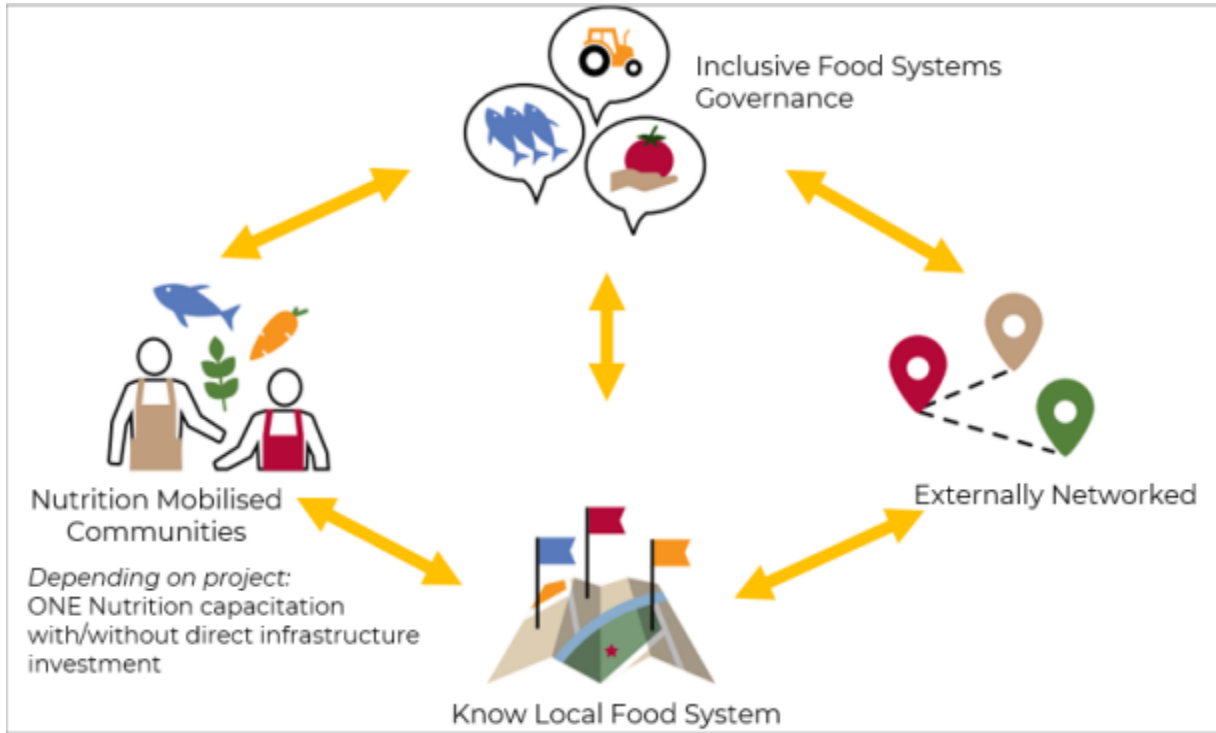 Inclusive Food Systems
Governance
Nutrition Mobilised
Communities
Depending on project:
ONE Nutrition capacitation
with/without direct infrastructure
investment
Externally Networked
Know Local Food System